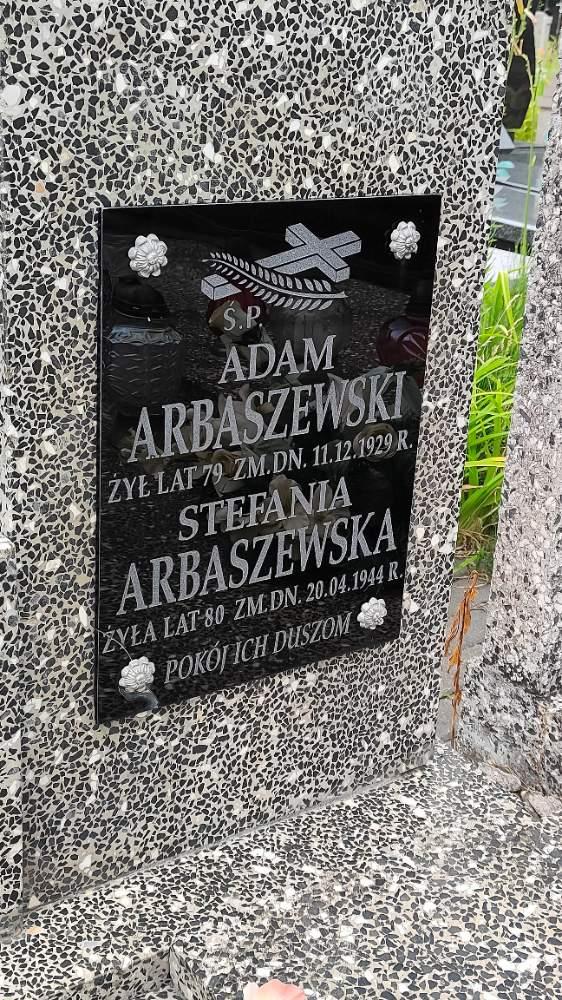 Ś.P.
ADAM
ARBASZEWSKI
ŻYŁ LAT 79 ZM.DN. 11.12.1929 R.
STEFANIA
ARBASZEWSKA
ŻYŁA LAT 80 ZM.DN. 20.04.1944 R.
POKÓJ ICH DUSZOM